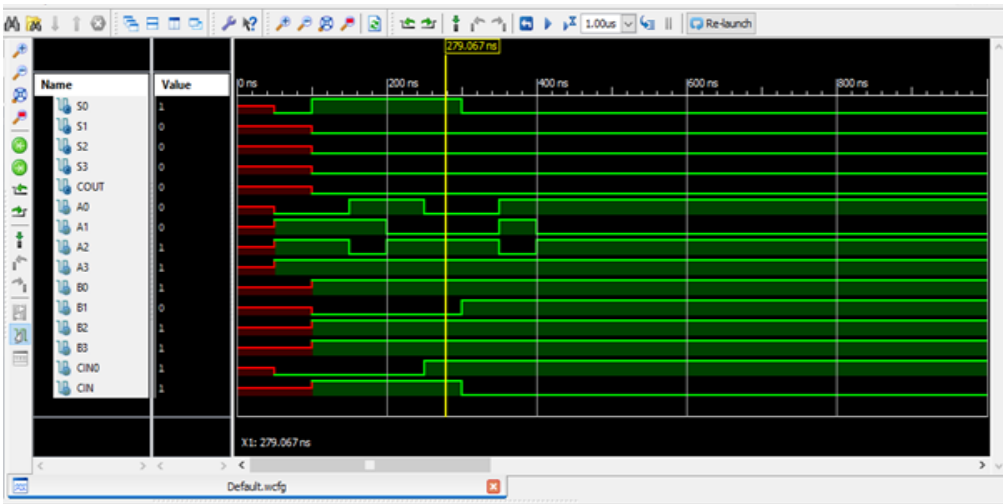 1.00us
Re-launch
279.067 ns
Name Value
0 ns 200 ns 400 ns 600 ns 800 ns
S0 1
S1 0
S2 0
S3 0
COUT 0
A0 0
A1 0
A2 1
A3 1
B0 1
B1 0
B2 1
B3 1
CIN0 1
CIN 1
X1: 279.067 ns
Default.wcfg